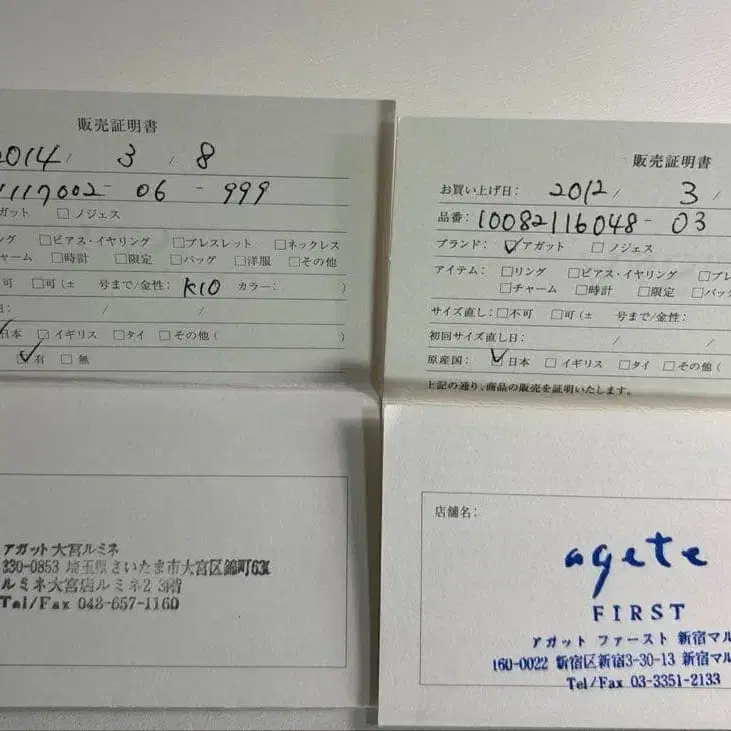 販売証明書
2014/ 3 / 8
1117002-06-999
ガット □ノジェス
ング □ピアス・イヤリング □ブレスレット □ネックレス
ャーム □時計 □限定 □バッグ □洋服 □その他
可 □可(± 号まで/金性: K10 カラー: )
日: / /
日本 □イギリス □タイ □その他(
☑有 □無
アガット大宮ルミネ
330-0853 埼玉県さいたま市大宮区錦町630
ルミネ大宮店ルミネ2 3階
Tel/Fax 048-657-1160
販売証明書
お買い上げ日: 2012/ 3 /
品番: 10082116048-03
ブランド: ☑アガット □ノジェス
アイテム: □リング □ピアス・イヤリング □ブレ
□チャーム □時計 □限定 □バッ
サイズ直し: □不可 □可(± 号まで/金性:
初回サイズ直し日: / /
原産国: ☑日本 □イギリス □タイ □その他(
上記の通り、商品の販売を証明いたします。
店舗名:
agete
FIRST
アガット ファースト 新宿マル
160-0022 新宿区新宿3-30-13 新宿マル
Tel/Fax 03-3351-2133